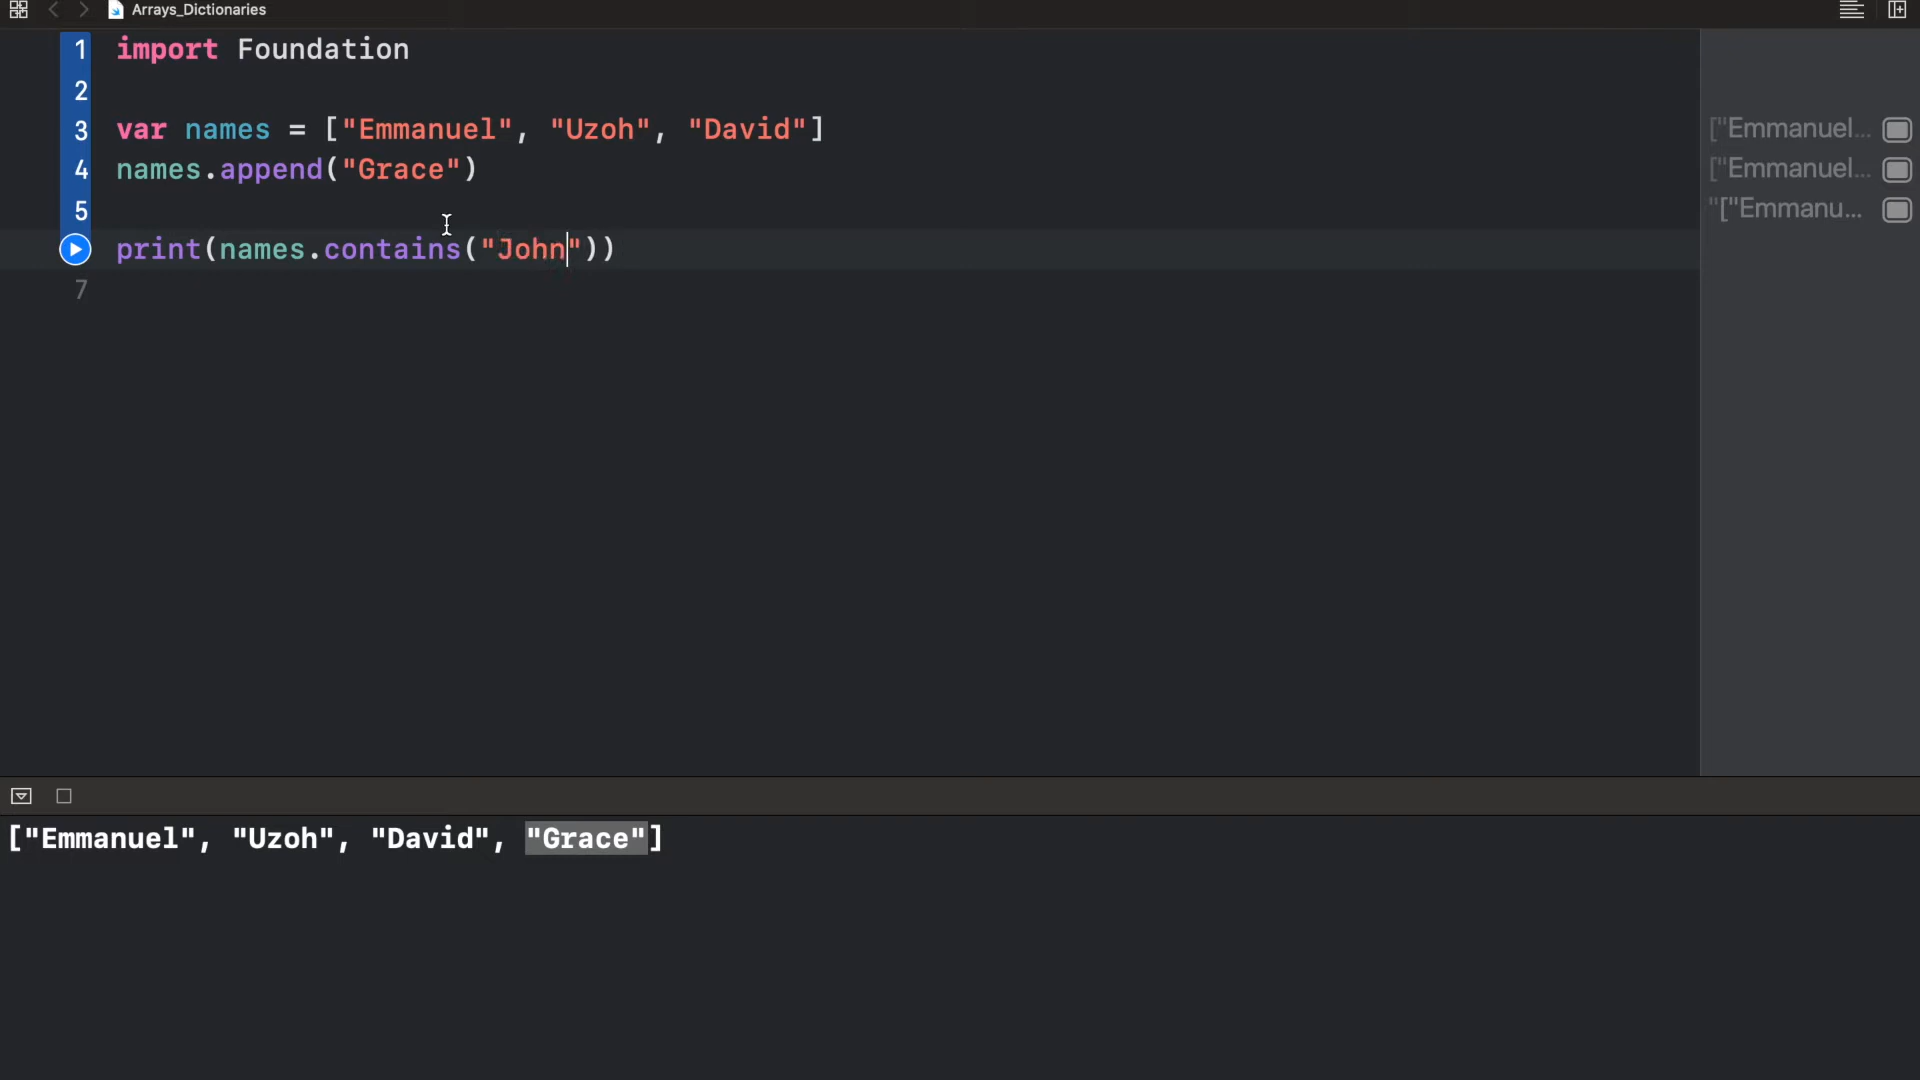 Arrays_Dictionaries
1 import Foundation
2
3 var names = ["Emmanuel", "Uzoh", "David"]
["Emmanuel...
4 names.append("Grace")
["Emmanuel...
5
"["Emmanu...
print(names.contains("John"))
7
["Emmanuel", "Uzoh", "David", "Grace"]